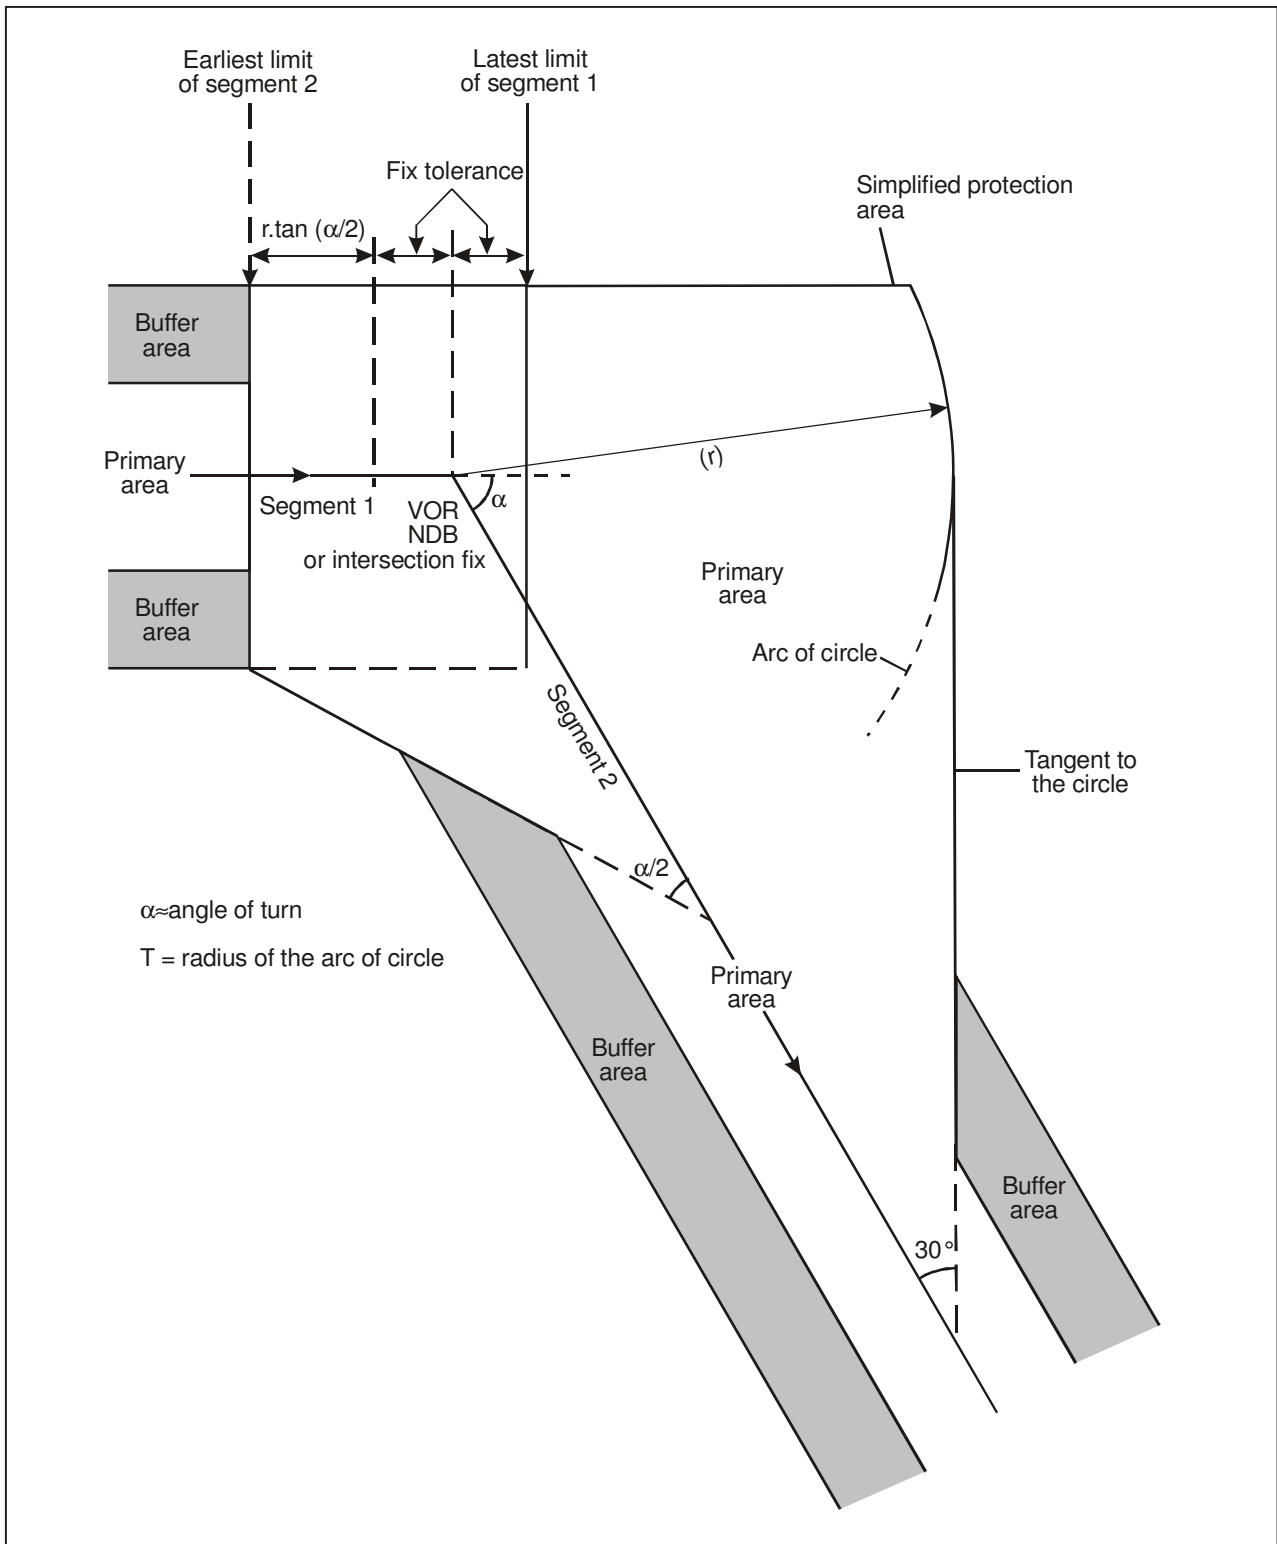 Earliest limit
of segment 2
Latest limit
of segment 1
Fix tolerance
r.tan (α/2)
Simplified protection
area
Buffer
area
Primary
area
Segment 1
VOR
NDB
or intersection fix
α
(r)
Primary
area
Buffer
area
Arc of circle
Segment 2
Tangent to
the circle
α/2
α≈angle of turn
T = radius of the arc of circle
Primary
area
Buffer
area
Buffer
area
30°